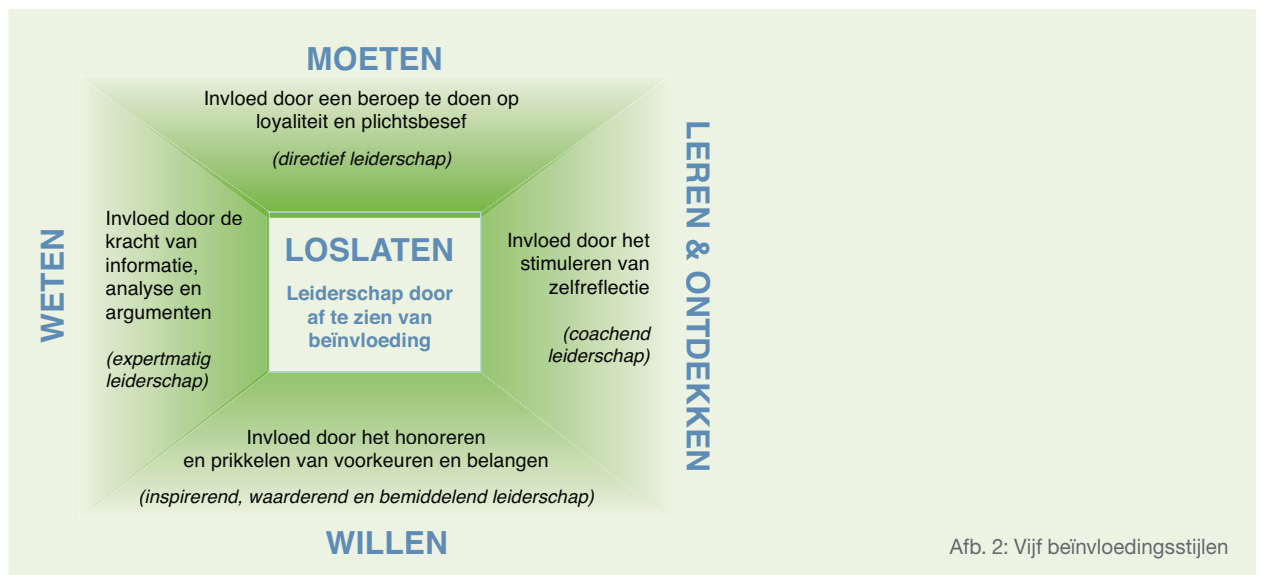 MOETEN
Invloed door een beroep te doen op
loyaliteit en plichtsbesef
(directief leiderschap)
WETEN
Invloed door de
kracht van
informatie,
analyse en
argumenten
(expertmatig
leiderschap)
LOSLATEN
Leiderschap door
af te zien van
beïnvloeding
Invloed door het
stimuleren van
zelfreflectie
(coachend
leiderschap)
LEREN & ONTDEKKEN
Invloed door het honoreren
en prikkelen van voorkeuren en belangen
(inspirerend, waarderend en bemiddelend leiderschap)
WILLEN
Afb. 2: Vijf beïnvloedingsstijlen